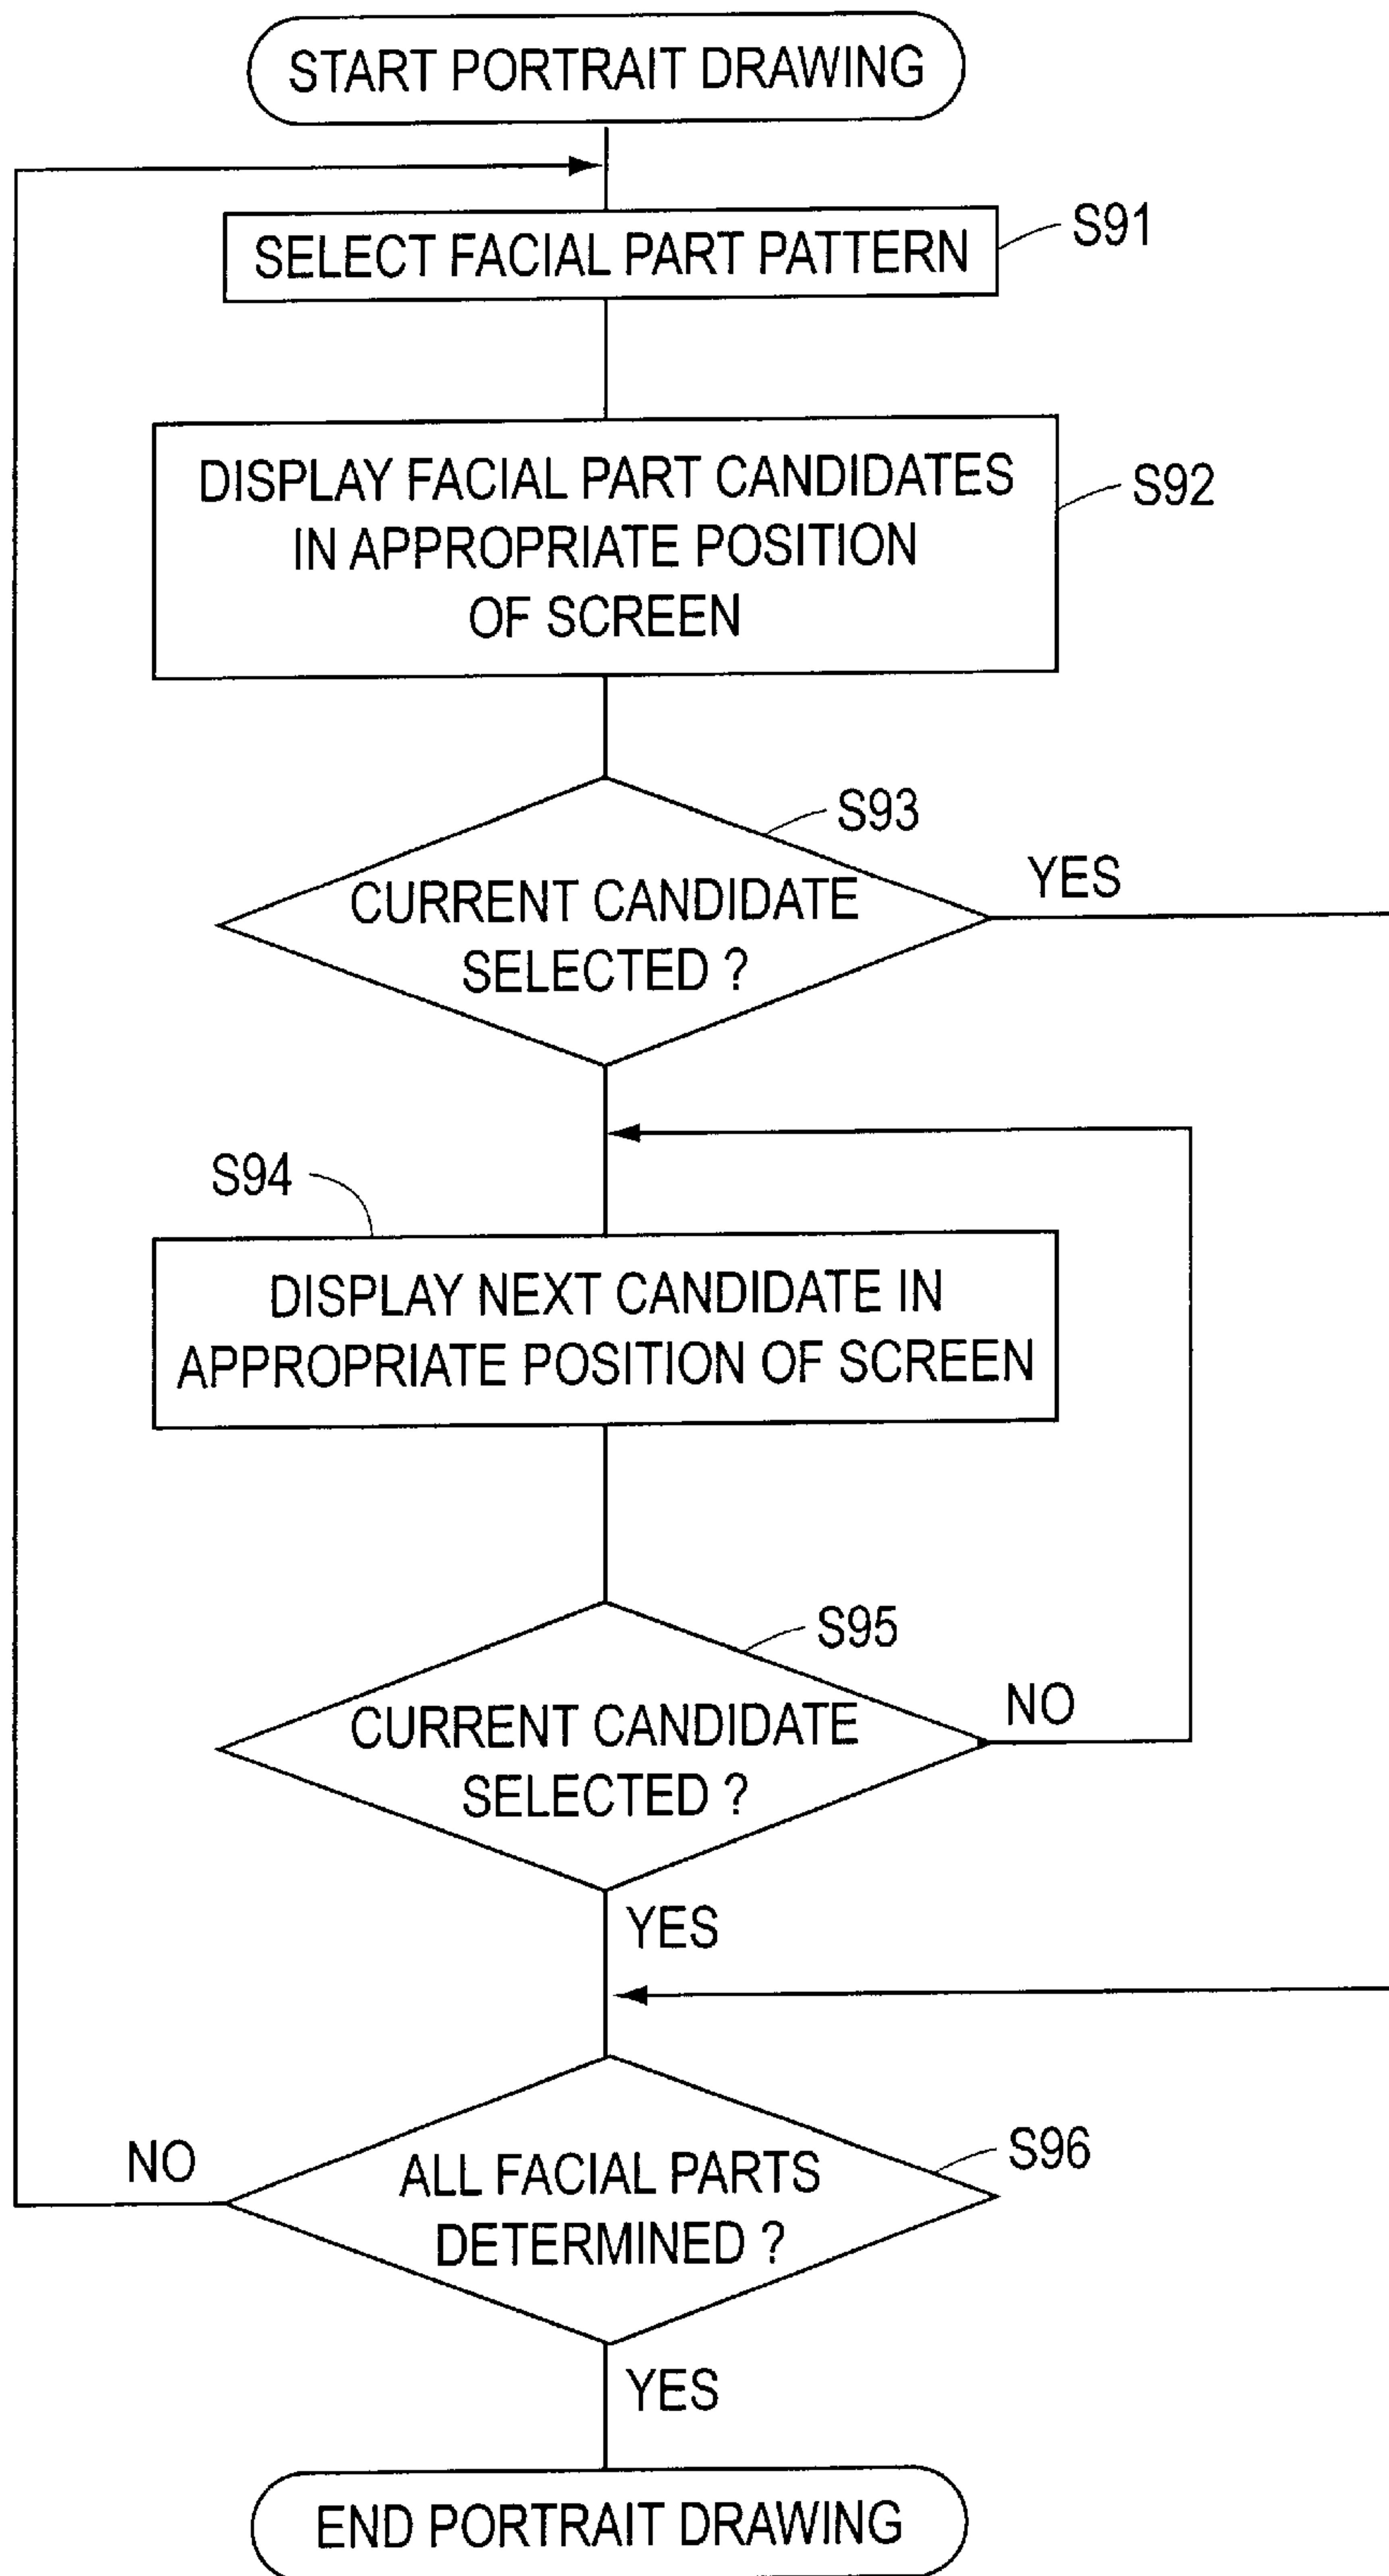 START PORTRAIT DRAWING
SELECT FACIAL PART PATTERN
S91
DISPLAY FACIAL PART CANDIDATES
IN APPROPRIATE POSITION
OF SCREEN
S92
S93
CURRENT CANDIDATE
SELECTED ?
YES
S94
DISPLAY NEXT CANDIDATE IN
APPROPRIATE POSITION OF SCREEN
S95
CURRENT CANDIDATE
SELECTED ?
NO
YES
S96
ALL FACIAL PARTS
DETERMINED ?
NO
YES
END PORTRAIT DRAWING